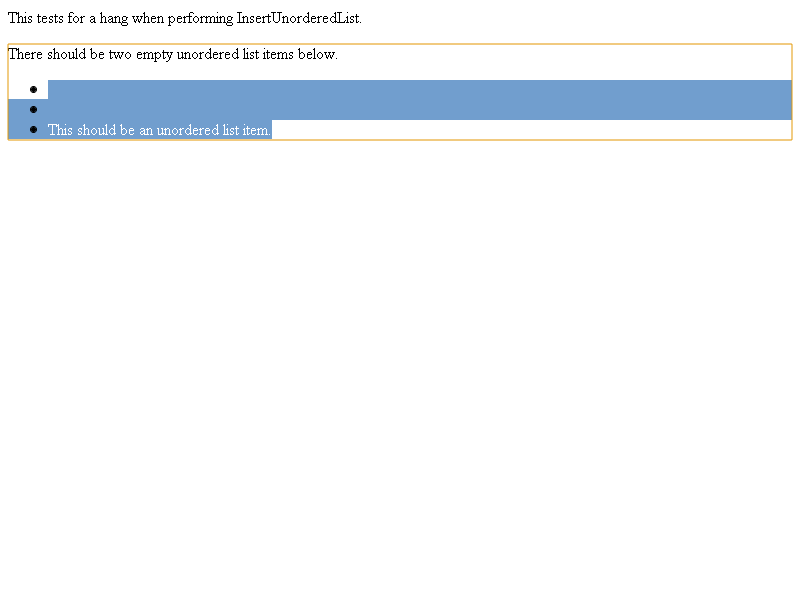 This tests for a hang when performing InsertUnorderedList.
There should be two empty unordered list items below.
This should be an unordered list item.